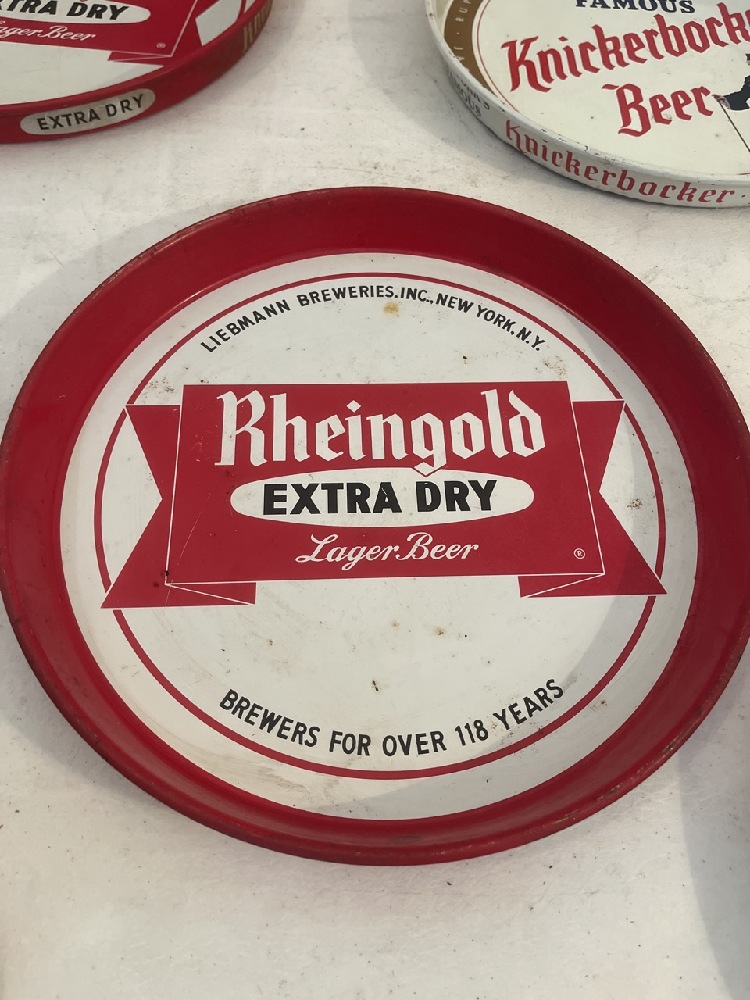 EXTRA DRY
Lager Beer
EXTRA DRY
FAMOUS
Knickerbocker
Beer
Knickerbocker
LIEBMANN BREWERIES.INC., NEW YORK.N.Y.
Rheingold
EXTRA DRY
Lager Beer
®
BREWERS FOR OVER 118 YEARS